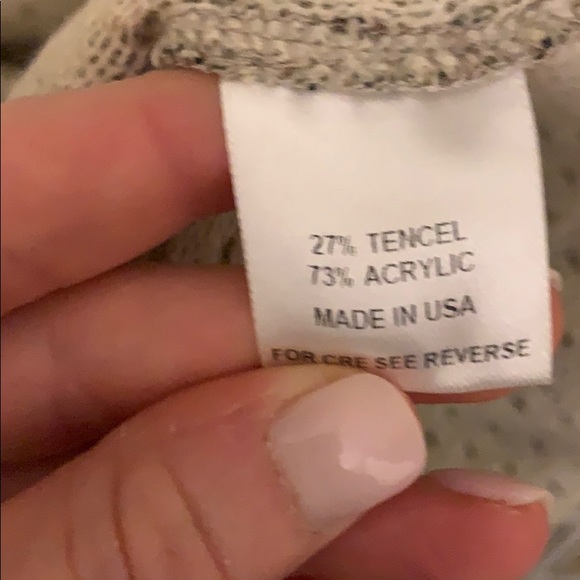 27% TENCEL
73% ACRYLIC
MADE IN USA
FOR CRE SEE REVERSE